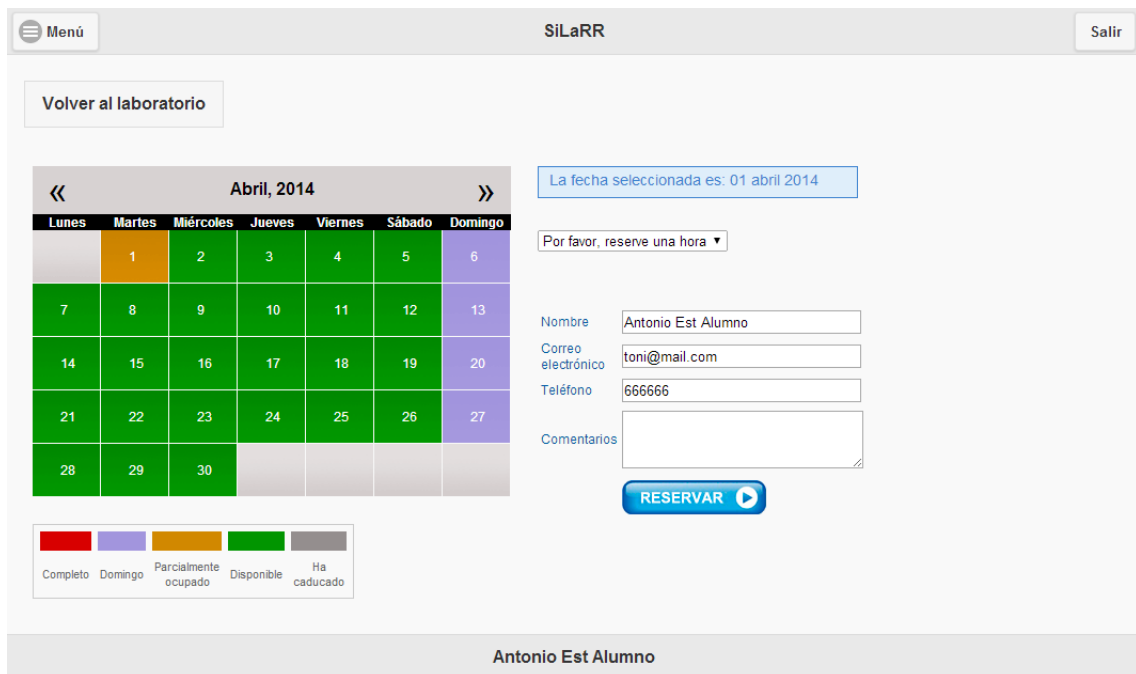 Menú
SiLaRR
Salir
Volver al laboratorio
« Abril, 2014 »
Lunes Martes Miércoles Jueves Viernes Sábado Domingo
1 2 3 4 5 6
7 8 9 10 11 12 13
14 15 16 17 18 19 20
21 22 23 24 25 26 27
28 29 30
Completo Domingo Parcialmente ocupado Disponible Ha caducado
La fecha seleccionada es: 01 abril 2014
Por favor, reserve una hora ▼
Nombre Antonio Est Alumno
Correo electrónico toni@mail.com
Teléfono 666666
Comentarios
RESERVAR
Antonio Est Alumno